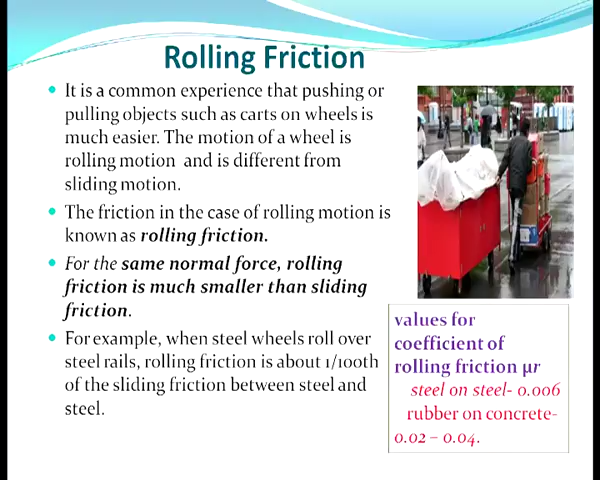 Rolling Friction
It is a common experience that pushing or
pulling objects such as carts on wheels is
much easier. The motion of a wheel is
rolling motion and is different from
sliding motion.
The friction in the case of rolling motion is
known as rolling friction.
For the same normal force, rolling
friction is much smaller than sliding
friction.
For example, when steel wheels roll over
steel rails, rolling friction is about 1/100th
of the sliding friction between steel and
steel.
values for
coefficient of
rolling friction μr
steel on steel- 0.006
rubber on concrete-
0.02 – 0.04.